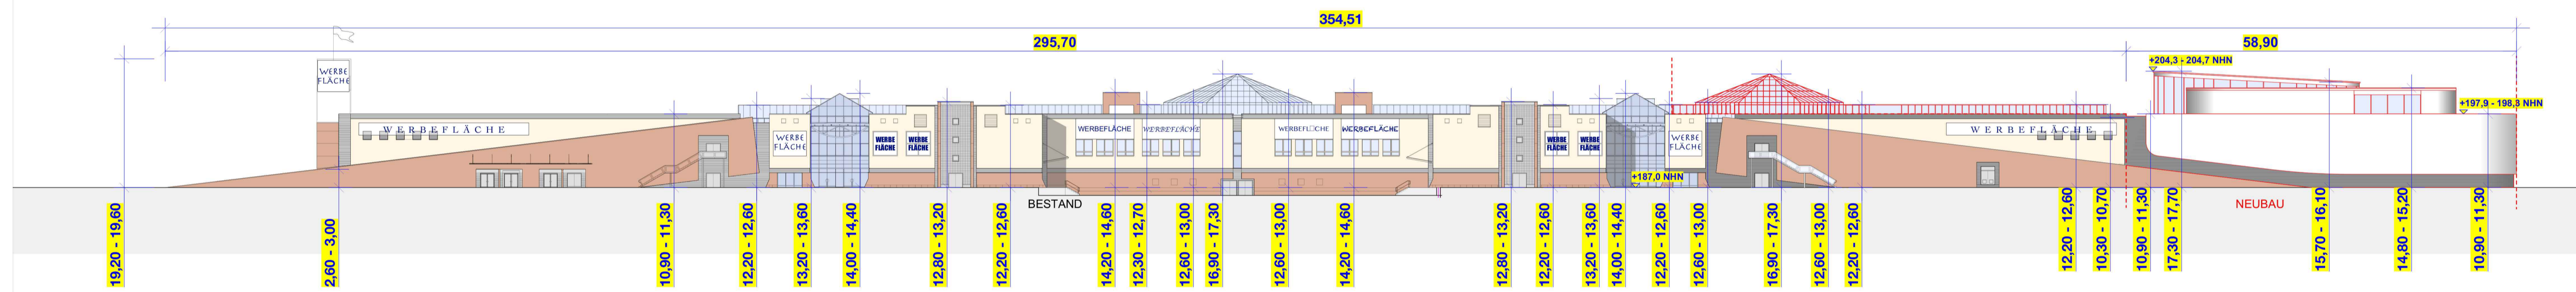 354,51
295,70
58,90
+204,3 - 204,7 NHN
WERBE
FLÄCHE
+197,9 - 198,3 NHN
WERBEFLÄCHE
WERBE
FLÄCHE
WERBE
FLÄCHE
WERBE
FLÄCHE
WERBEFLÄCHE
WERBEFLÄCHE
WERBEFL□CHE
WERBEFLÄCHE
WERBE
FLÄCHE
WERBE
FLÄCHE
WERBE
FLÄCHE
WERBEFLÄCHE
+187,0 NHN
BESTAND
NEUBAU
19,20 - 19,60
2,60 - 3,00
10,90 - 11,30
12,20 - 12,60
13,20 - 13,60
14,00 - 14,40
12,80 - 13,20
12,20 - 12,60
14,20 - 14,60
12,30 - 12,70
12,60 - 13,00
16,90 - 17,30
12,60 - 13,00
14,20 - 14,60
12,80 - 13,20
12,20 - 12,60
13,20 - 13,60
14,00 - 14,40
12,20 - 12,60
12,60 - 13,00
16,90 - 17,30
12,60 - 13,00
12,20 - 12,60
12,20 - 12,60
10,30 - 10,70
10,90 - 11,30
17,30 - 17,70
15,70 - 16,10
14,80 - 15,20
10,90 - 11,30